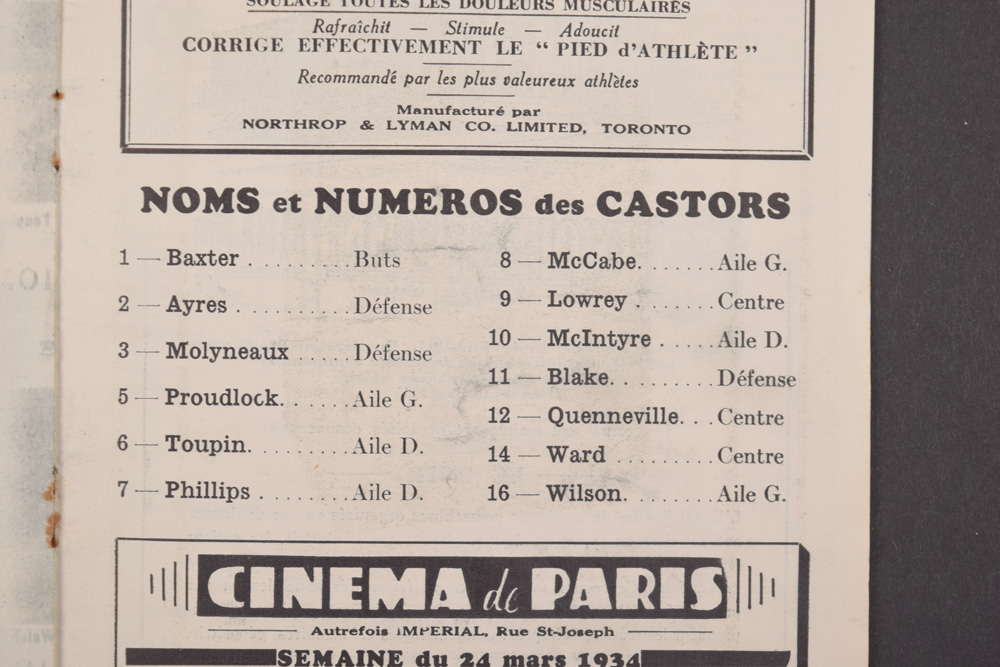 SOULAGE TOUTES LES DOULEURS MUSCULAIRES
Rafraîchit — Stimule — Adoucit
CORRIGE EFFECTIVEMENT LE “ PIED d'ATHLÈTE ”
Recommandé par les plus valeureux athlètes
Manufacturé par
NORTHROP & LYMAN CO. LIMITED, TORONTO
NOMS et NUMEROS des CASTORS
1 — Baxter . . . . . . . . . Buts
2 — Ayres . . . . . . . . . . Défense
3 — Molyneaux . . . . . Défense
5 — Proudlock. . . . . . Aile G.
6 — Toupin. . . . . . . . . Aile D.
7 — Phillips . . . . . . . . Aile D.
8 — McCabe. . . . . . . Aile G.
9 — Lowrey . . . . . . . Centre
10 — McIntyre . . . . . Aile D.
11 — Blake. . . . . . . . . Défense
12 — Quenneville. . . Centre
14 — Ward . . . . . . . . . Centre
16 — Wilson. . . . . . . . Aile G.
CINEMA de PARIS
Autrefois IMPERIAL, Rue St-Joseph
SEMAINE du 24 mars 1934